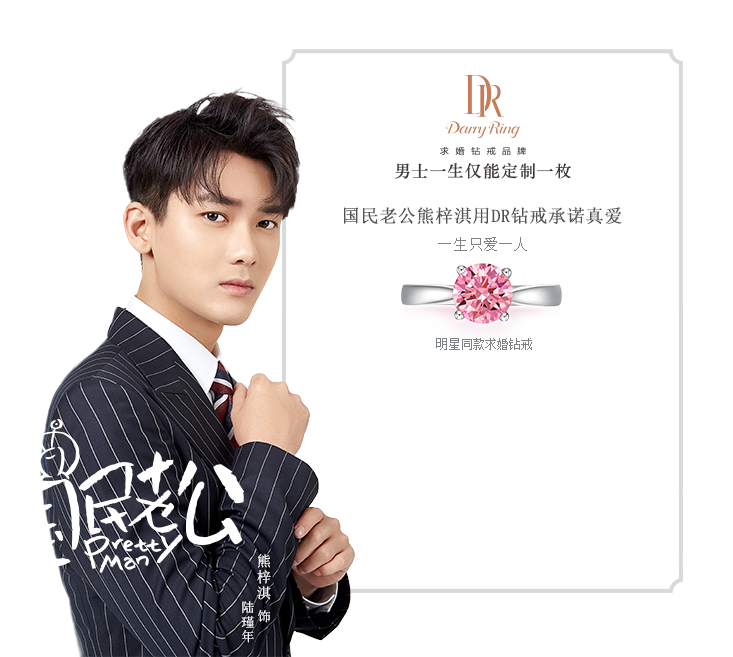 DR
Darry Ring
求婚钻戒品牌
男士一生仅能定制一枚
国民老公熊梓淇用DR钻戒承诺真爱
一生只爱一人
明星同款求婚钻戒
国民老公
Pretty
Man
熊梓淇 饰
陆瑾年